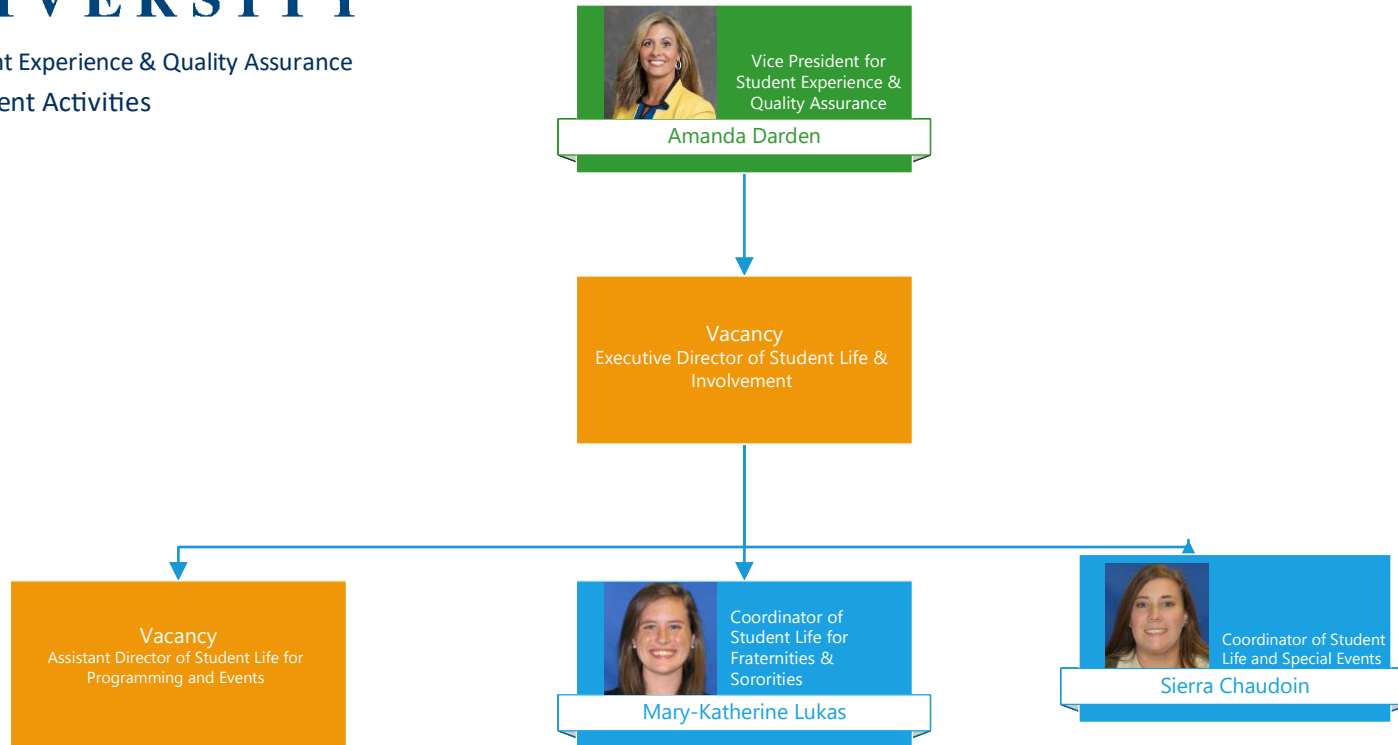 nt Experience & Quality Assurance
ent Activities
Vice President for
Student Experience &
Quality Assurance
Amanda Darden
Vacancy
Executive Director of Student Life &
Involvement
Vacancy
Assistant Director of Student Life for
Programming and Events
Coordinator of
Student Life for
Fraternities &
Sororities
Mary-Katherine Lukas
Coordinator of Student
Life and Special Events
Sierra Chaudoin